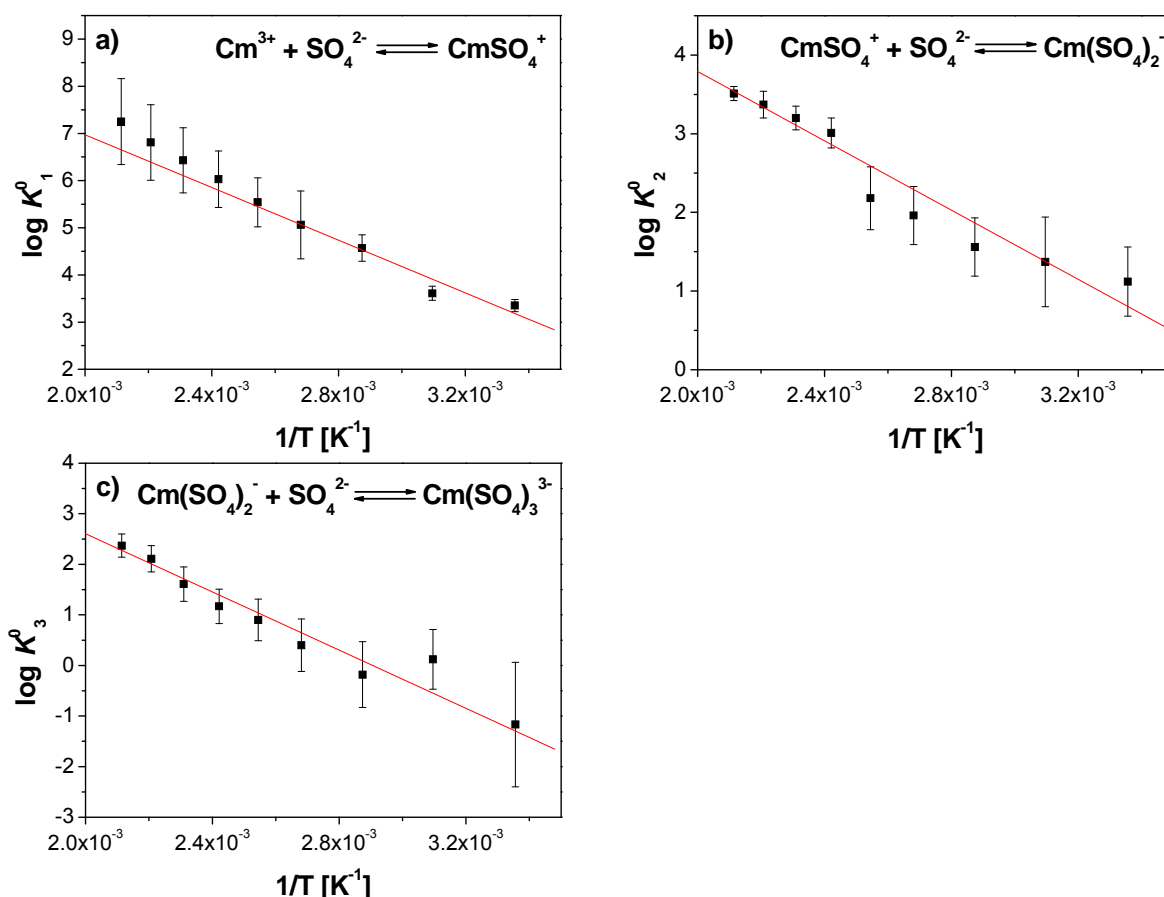 a) Cm³⁺ + SO₄²⁻ ⇌ CmSO₄⁺
9
8
7
6
5
4
3
2
log K⁰₁
2.0x10⁻³ 2.4x10⁻³ 2.8x10⁻³ 3.2x10⁻³
1/T [K⁻¹]
b) CmSO₄⁺ + SO₄²⁻ ⇌ Cm(SO₄)₂⁻
4
3
2
1
0
log K⁰₂
2.0x10⁻³ 2.4x10⁻³ 2.8x10⁻³ 3.2x10⁻³
1/T [K⁻¹]
c) Cm(SO₄)₂⁻ + SO₄²⁻ ⇌ Cm(SO₄)₃³⁻
4
3
2
1
0
-1
-2
-3
log K⁰₃
2.0x10⁻³ 2.4x10⁻³ 2.8x10⁻³ 3.2x10⁻³
1/T [K⁻¹]